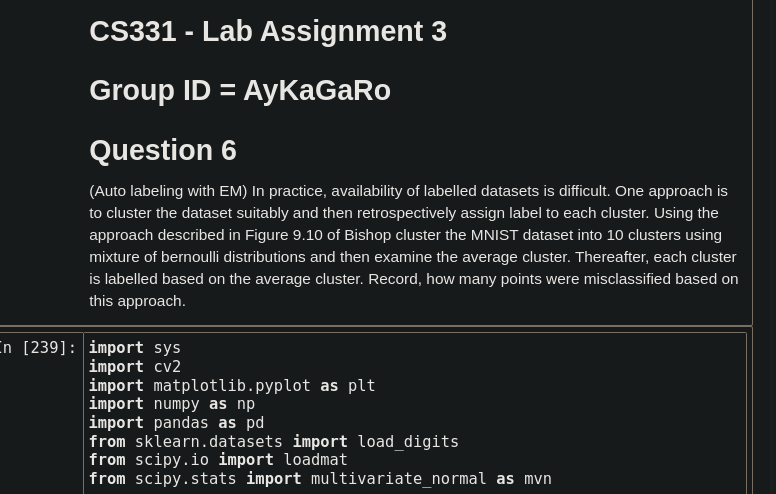 CS331 - Lab Assignment 3
Group ID = AyKaGaRo
Question 6
(Auto labeling with EM) In practice, availability of labelled datasets is difficult. One approach is
to cluster the dataset suitably and then retrospectively assign label to each cluster. Using the
approach described in Figure 9.10 of Bishop cluster the MNIST dataset into 10 clusters using
mixture of bernoulli distributions and then examine the average cluster. Thereafter, each cluster
is labelled based on the average cluster. Record, how many points were misclassified based on
this approach.
In [239]: import sys
import cv2
import matplotlib.pyplot as plt
import numpy as np
import pandas as pd
from sklearn.datasets import load_digits
from scipy.io import loadmat
from scipy.stats import multivariate_normal as mvn